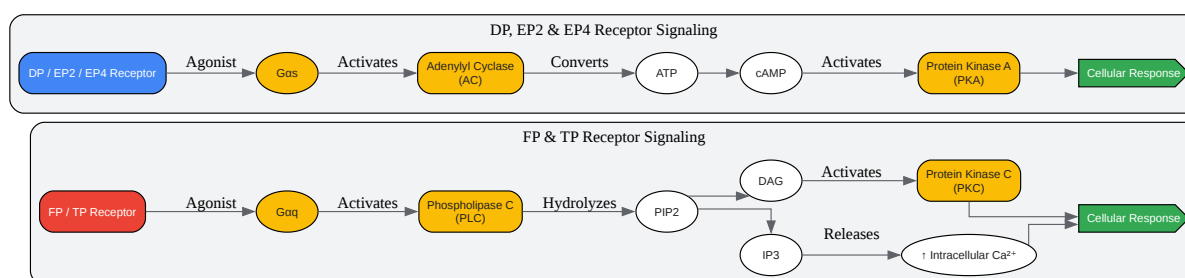 DP, EP2 & EP4 Receptor Signaling
DP / EP2 / EP4 Receptor
Agonist
Gαs
Activates
Adenylyl Cyclase
(AC)
Converts
ATP
cAMP
Activates
Protein Kinase A
(PKA)
Cellular Response
FP & TP Receptor Signaling
FP / TP Receptor
Agonist
Gαq
Activates
Phospholipase C
(PLC)
Hydrolyzes
PIP2
DAG
Activates
Protein Kinase C
(PKC)
IP3
Releases
↑ Intracellular Ca²⁺
Cellular Response